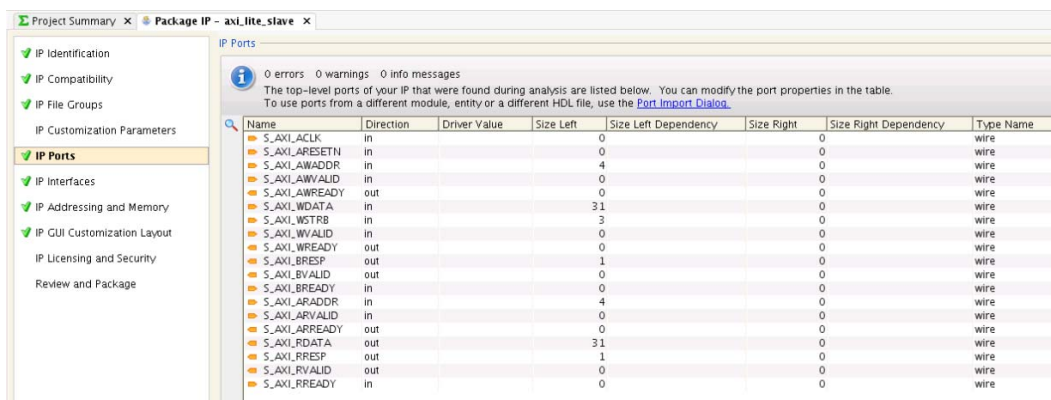 Project Summary × Package IP - axi_lite_slave ×
IP Identification
IP Compatibility
IP File Groups
IP Customization Parameters
IP Ports
IP Interfaces
IP Addressing and Memory
IP GUI Customization Layout
IP Licensing and Security
Review and Package
IP Ports
0 errors 0 warnings 0 info messages
The top-level ports of your IP that were found during analysis are listed below. You can modify the port properties in the table.
To use ports from a different module, entity or a different HDL file, use the Port Import Dialog.
Name Direction Driver Value Size Left Size Left Dependency Size Right Size Right Dependency Type Name
S_AXI_ACLK in 0 0 wire
S_AXI_ARESETN in 0 0 wire
S_AXI_AWADDR in 4 0 wire
S_AXI_AWVALID in 0 0 wire
S_AXI_AWREADY out 0 0 wire
S_AXI_WDATA in 31 0 wire
S_AXI_WSTRB in 3 0 wire
S_AXI_WVALID in 0 0 wire
S_AXI_WREADY out 0 0 wire
S_AXI_BRESP out 1 0 wire
S_AXI_BVALID out 0 0 wire
S_AXI_BREADY in 0 0 wire
S_AXI_ARADDR in 4 0 wire
S_AXI_ARVALID in 0 0 wire
S_AXI_ARREADY out 0 0 wire
S_AXI_RDATA out 31 0 wire
S_AXI_RRESP out 1 0 wire
S_AXI_RVALID out 0 0 wire
S_AXI_RREADY in 0 0 wire